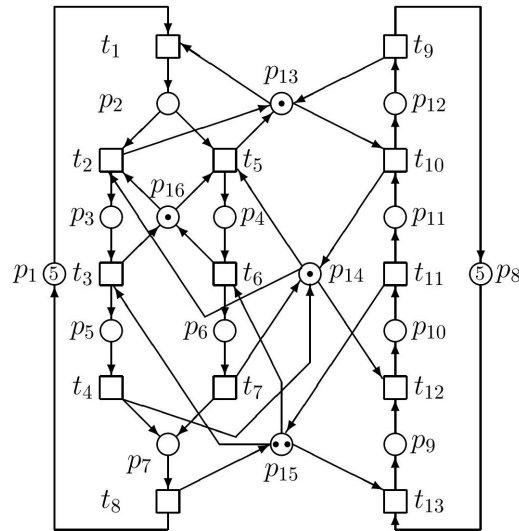 t1 t9
p13
p2 p12
t2 t5 t10
p16
p3 p4 p11
t3 t6 p14 t11
p1 5 5 p8
p5 p6 p10
t4 t7 t12
p7 p15 p9
t8 t13